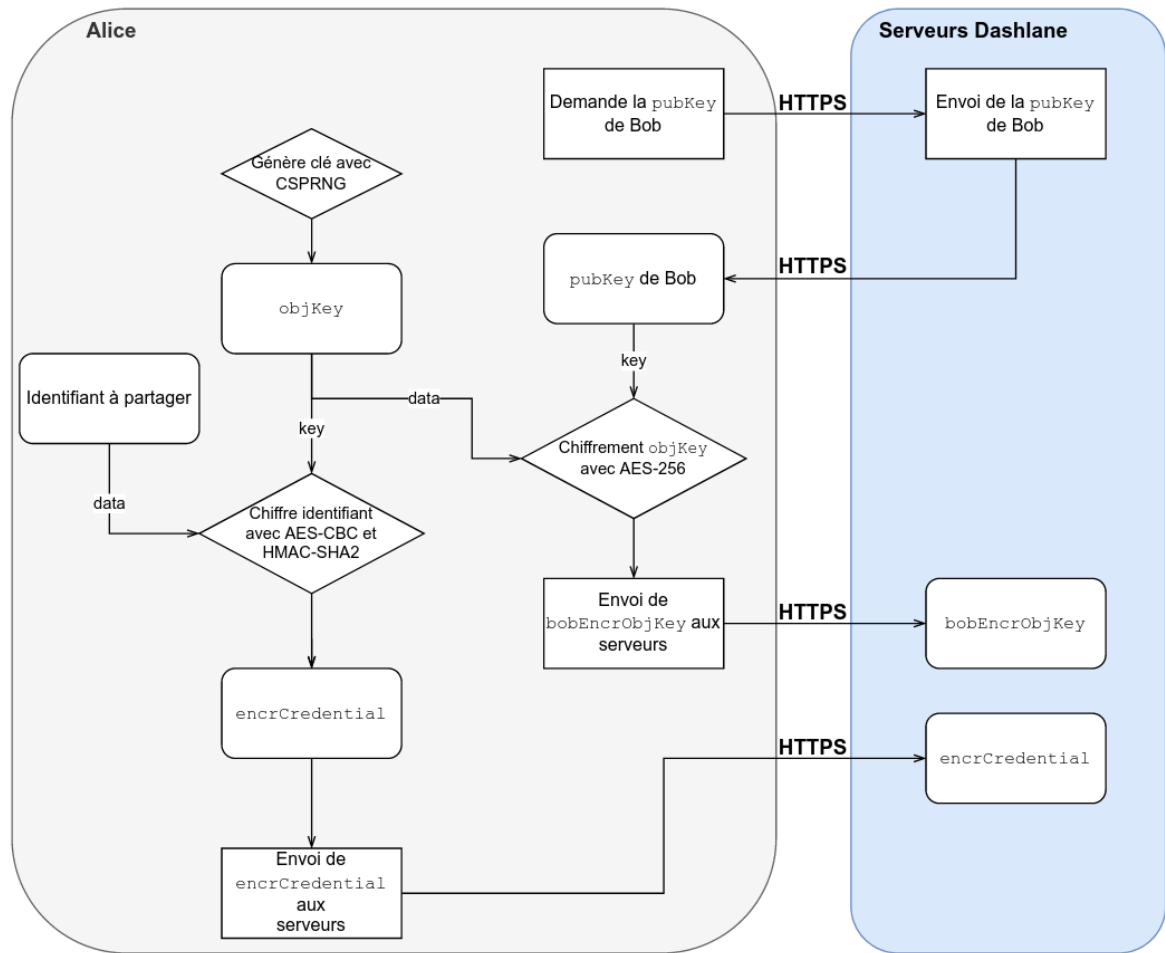 Alice
Serveurs Dashlane
Demande la pubKey
de Bob
HTTPS
Envoi de la pubKey
de Bob
Génère clé avec
CSPRNG
objKey
pubKey de Bob
HTTPS
key
Identifiant à partager
data
key
Chiffrement objKey
avec AES-256
data
Chiffre identifiant
avec AES-CBC et
HMAC-SHA2
Envoi de
bobEncrObjKey aux
serveurs
HTTPS
bobEncrObjKey
encrCredential
HTTPS
encrCredential
Envoi de
encrCredential
aux
serveurs